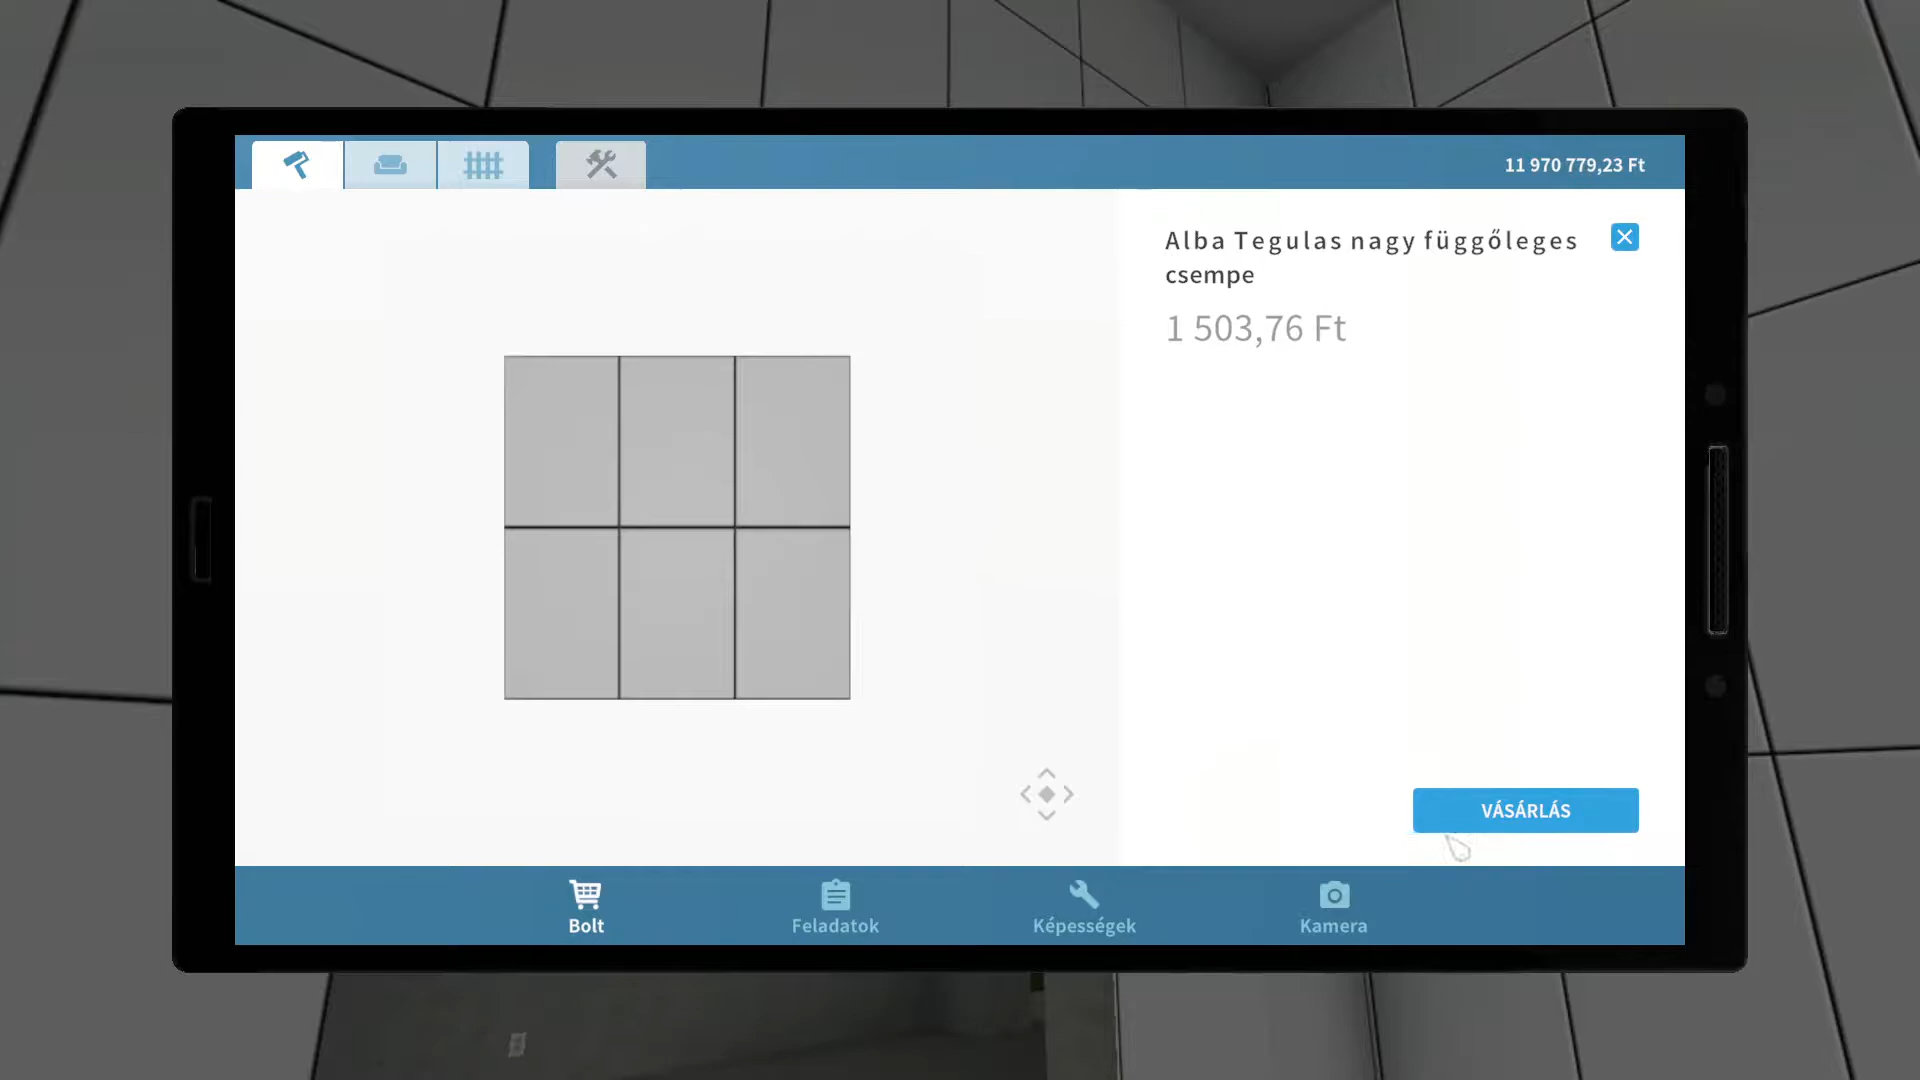 11 970 779,23 Ft
Alba Tegulas nagy függőleges
csempe
1 503,76 Ft
VÁSÁRLÁS
Bolt
Feladatok
Képességek
Kamera